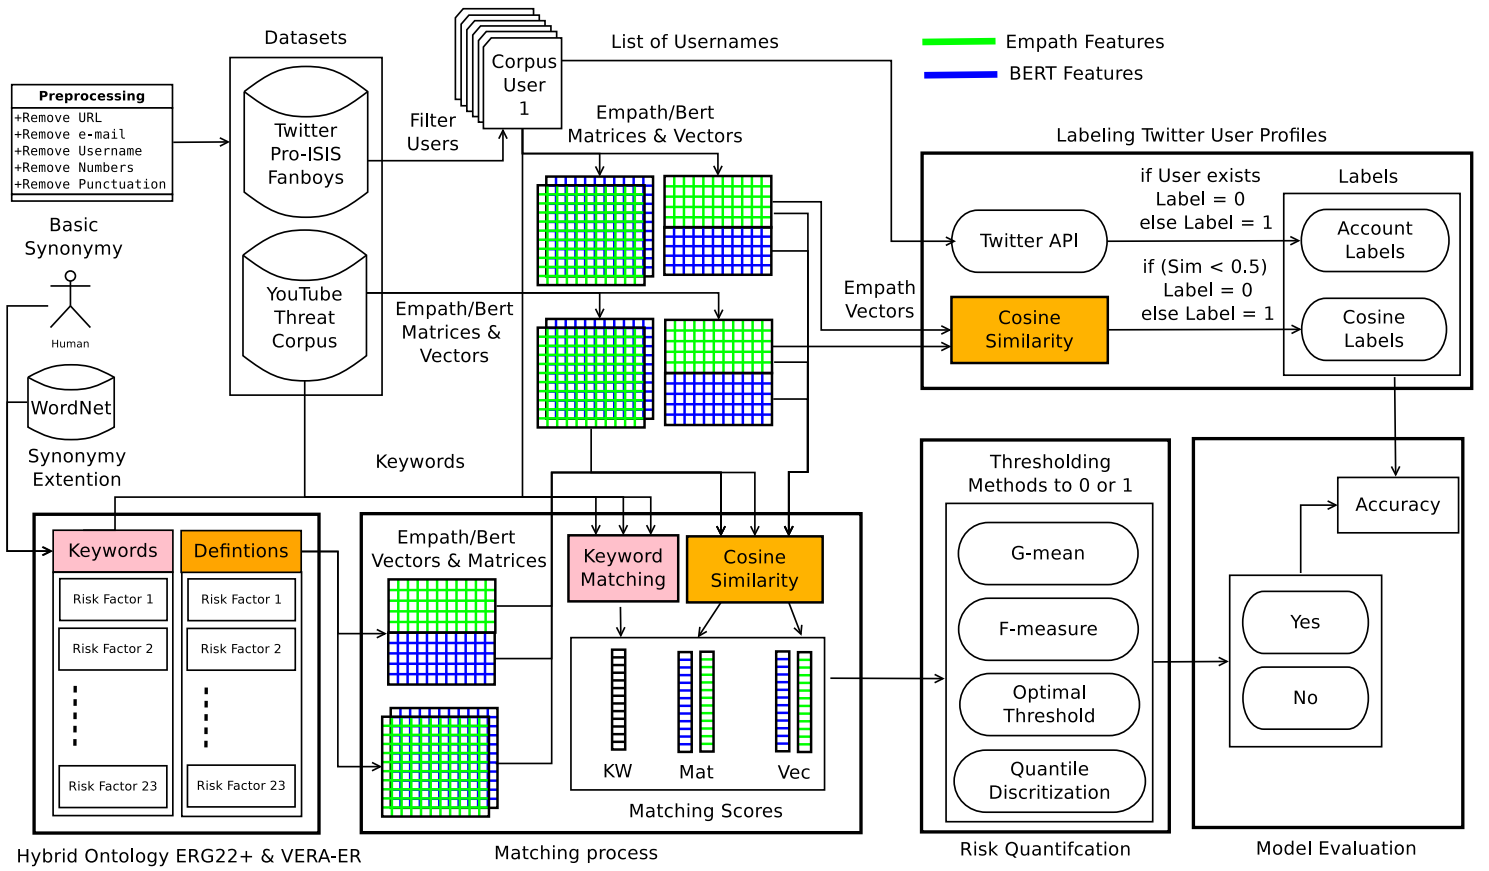 Datasets
Preprocessing
+Remove URL
+Remove e-mail
+Remove Username
+Remove Numbers
+Remove Punctuation
Twitter
Pro-ISIS
Fanboys
YouTube
Threat
Corpus
Filter
Users
Corpus
User
1
List of Usernames
Empath Features
BERT Features
Empath/Bert
Matrices & Vectors
Empath/Bert
Matrices &
Vectors
Basic
Synonymy
Human
WordNet
Synonymy
Extention
Keywords
Labeling Twitter User Profiles
Twitter API
if User exists
Label = 0
else Label = 1
Labels
Account
Labels
Empath
Vectors
Cosine
Similarity
if (Sim < 0.5)
Label = 0
else Label = 1
Cosine
Labels
Keywords
Defintions
Risk Factor 1
Risk Factor 1
Risk Factor 2
Risk Factor 2
Risk Factor 23
Risk Factor 23
Hybrid Ontology ERG22+ & VERA-ER
Empath/Bert
Vectors & Matrices
Keyword
Matching
Cosine
Similarity
KW
Mat
Vec
Matching Scores
Matching process
Thresholding
Methods to 0 or 1
G-mean
F-measure
Optimal
Threshold
Quantile
Discritization
Risk Quantifcation
Accuracy
Yes
No
Model Evaluation